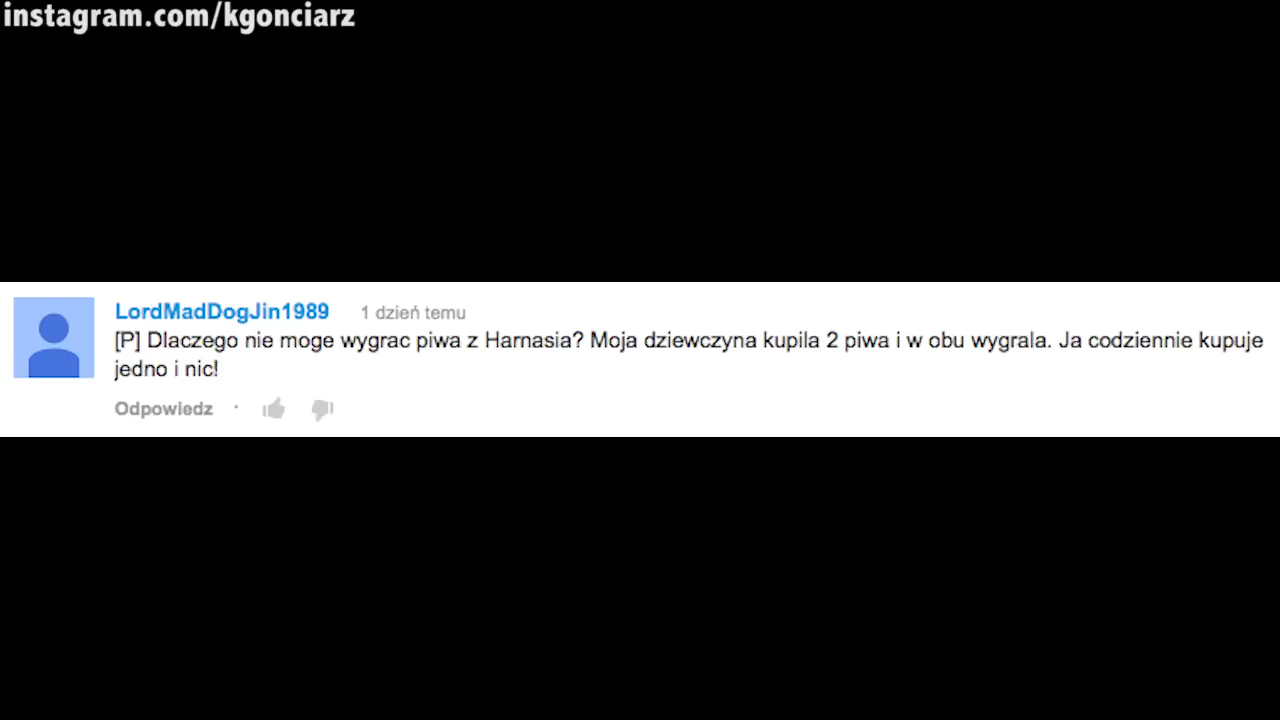 instagram.com/kgonciarz
LordMadDogJin1989 1 dzień temu
[P] Dlaczego nie moge wygrac piwa z Harnasia? Moja dziewczyna kupila 2 piwa i w obu wygrala. Ja codziennie kupuje
jedno i nic!
Odpowiedz ·